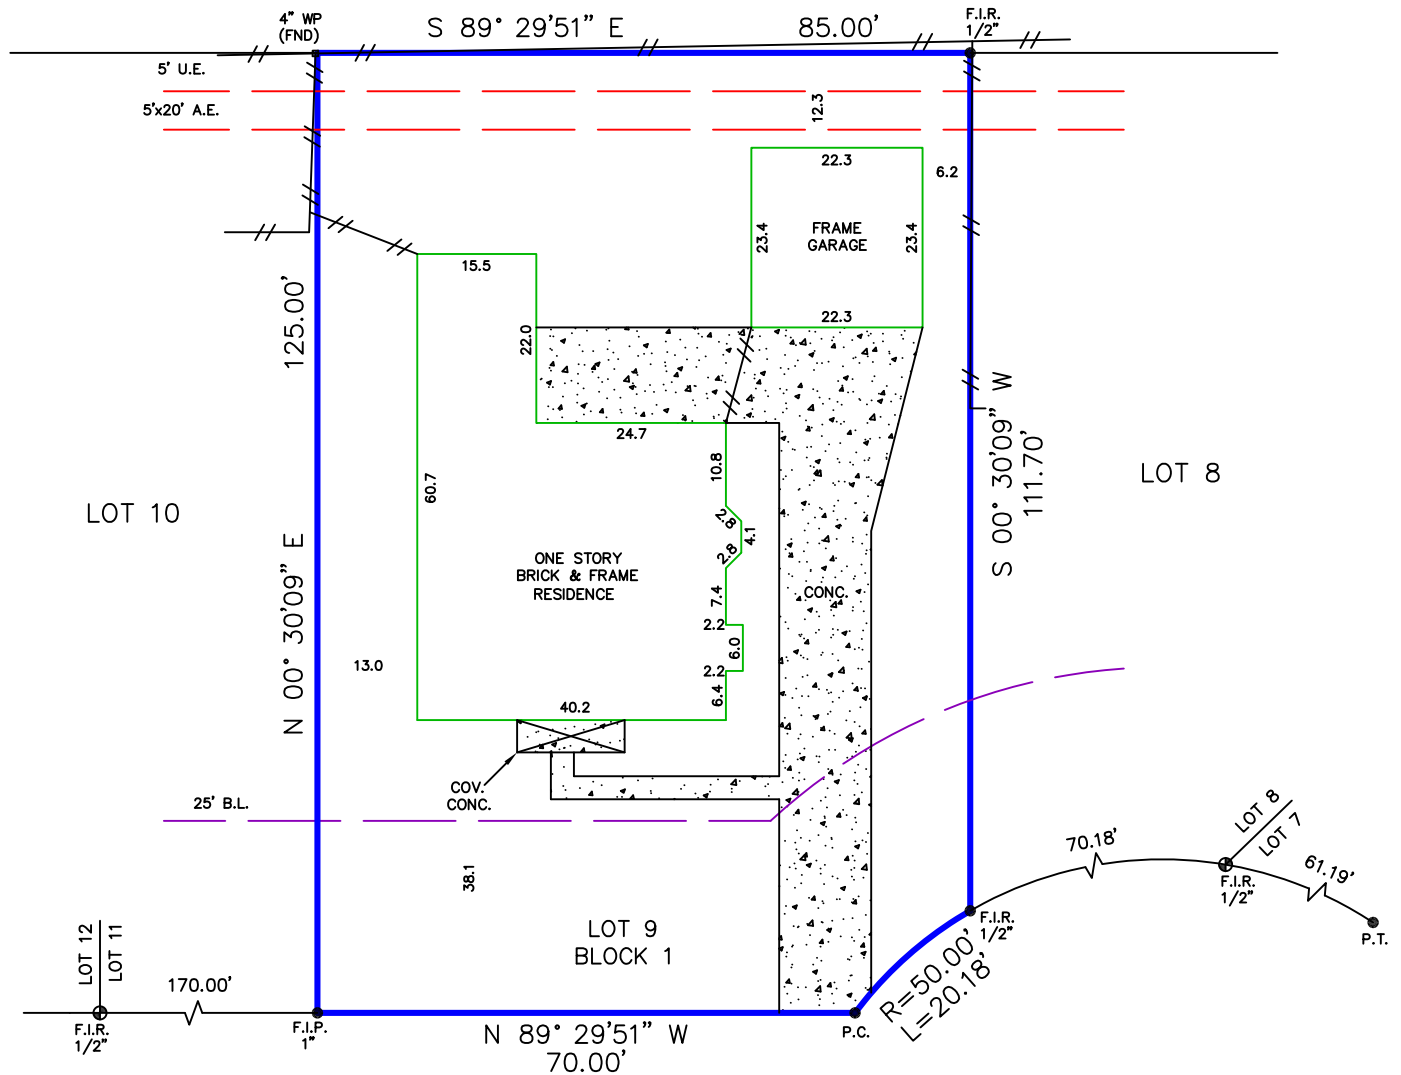 4" WP
(FND)
S 89° 29'51" E
85.00'
F.I.R.
1/2"
5' U.E.
5'x20' A.E.
12.3
22.3
6.2
23.4
FRAME
GARAGE
23.4
22.3
15.5
22.0
24.7
125.00'
N 00° 30'09" E
LOT 10
60.7
10.8
2.8
4.1
2.8
7.4
2.2
6.0
2.2
6.4
ONE STORY
BRICK & FRAME
RESIDENCE
CONC.
S 00° 30'09" W
111.70'
LOT 8
13.0
40.2
COV.
CONC.
25' B.L.
38.1
LOT 9
BLOCK 1
LOT 12
LOT 11
170.00'
F.I.R.
1/2"
F.I.P.
1"
N 89° 29'51" W
70.00'
P.C.
R=50.00'
L=20.18'
F.I.R.
1/2"
70.18'
LOT 8
LOT 7
F.I.R.
1/2"
61.19'
P.T.